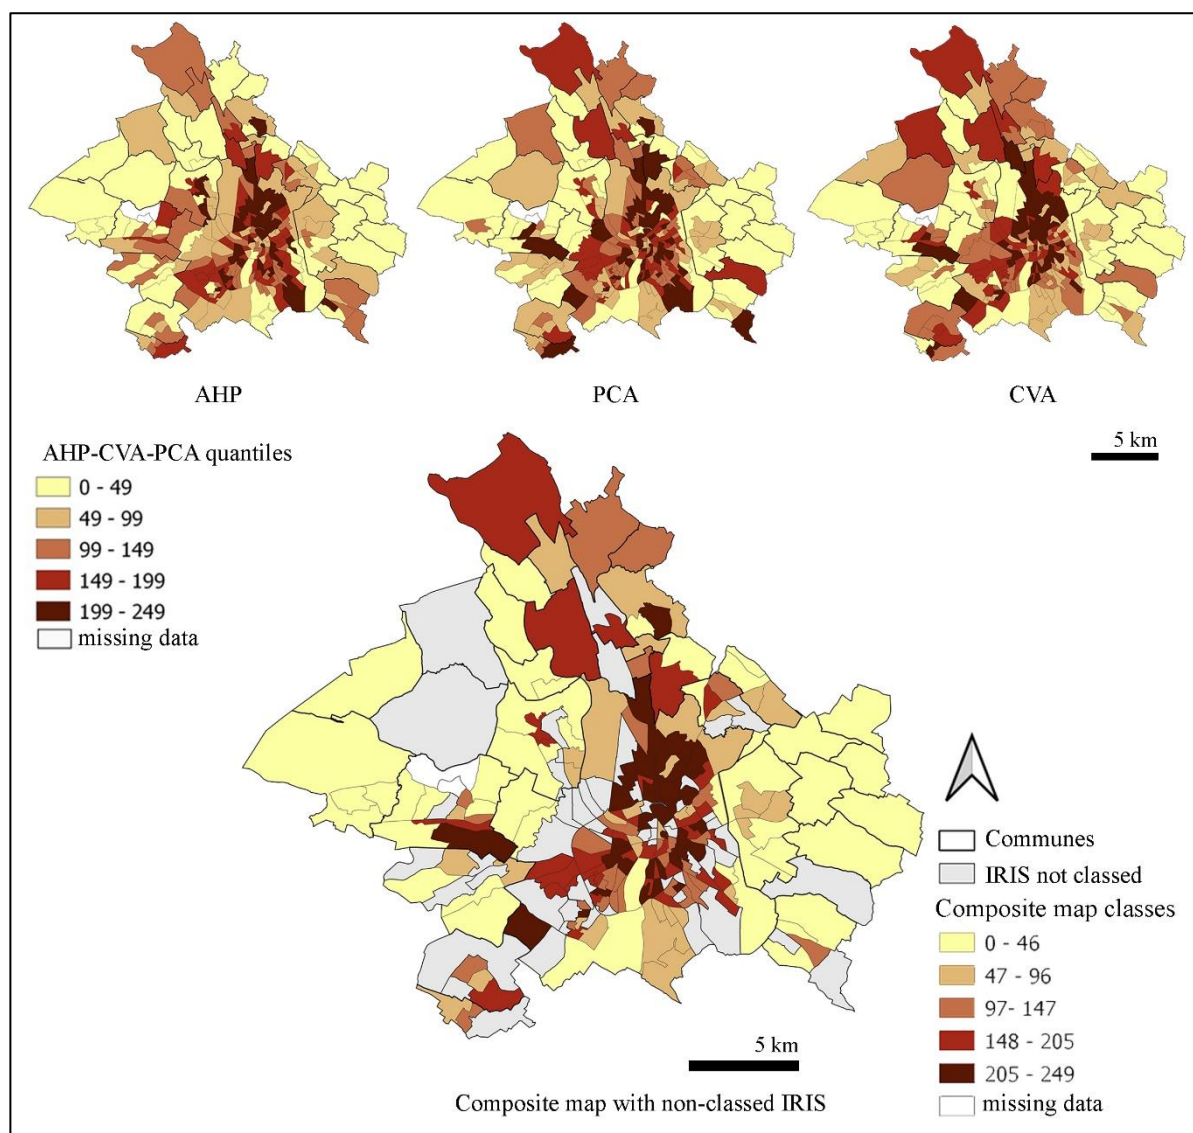 AHP
PCA
CVA
AHP-CVA-PCA quantiles
0 - 49
49 - 99
99 - 149
149 - 199
199 - 249
missing data
5 km
Communes
IRIS not classed
Composite map classes
0 - 46
47 - 96
97- 147
148 - 205
205 - 249
missing data
5 km
Composite map with non-classed IRIS